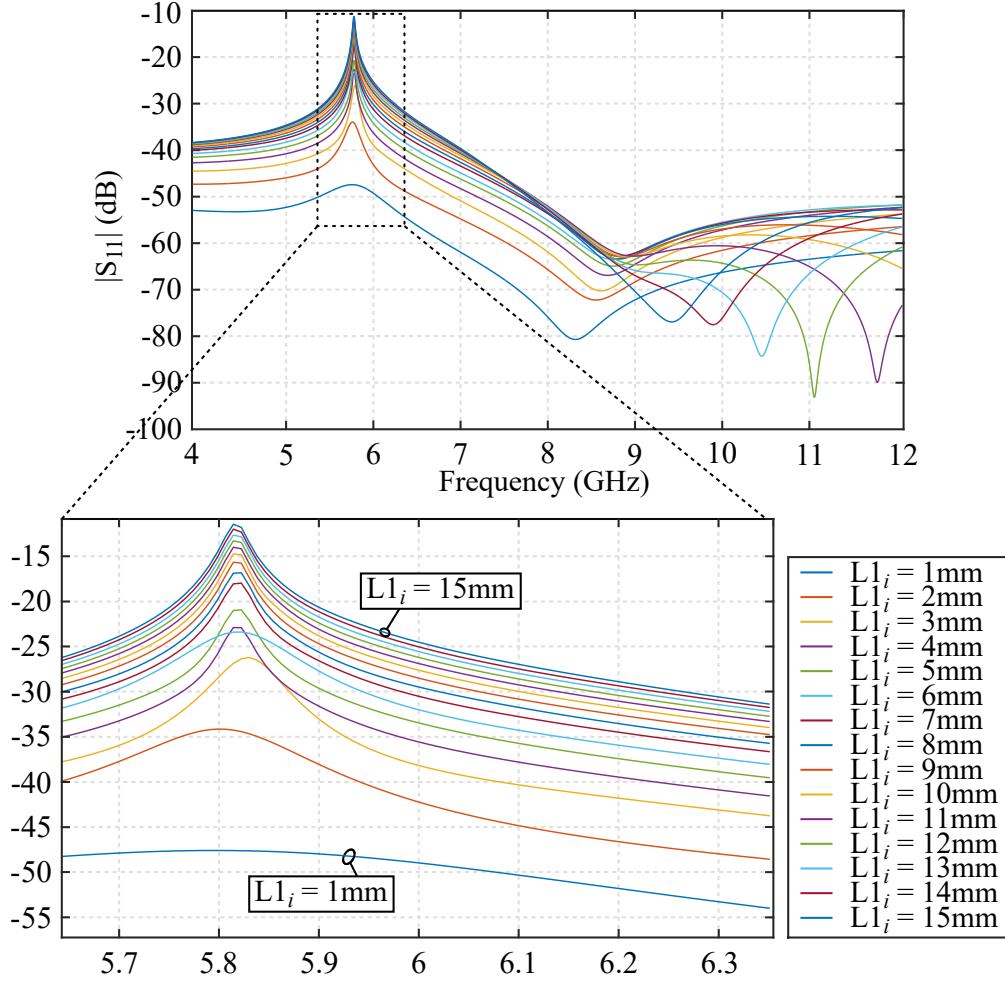 -10
-20
-30
-40
-50
-60
-70
-80
-90
-100
|S11| (dB)
4 5 6 7 8 9 10 11 12
Frequency (GHz)
-15
-20
-25
-30
-35
-40
-45
-50
-55
L1i = 15mm
L1i = 1mm
5.7 5.8 5.9 6 6.1 6.2 6.3
L1i = 1mm
L1i = 2mm
L1i = 3mm
L1i = 4mm
L1i = 5mm
L1i = 6mm
L1i = 7mm
L1i = 8mm
L1i = 9mm
L1i = 10mm
L1i = 11mm
L1i = 12mm
L1i = 13mm
L1i = 14mm
L1i = 15mm